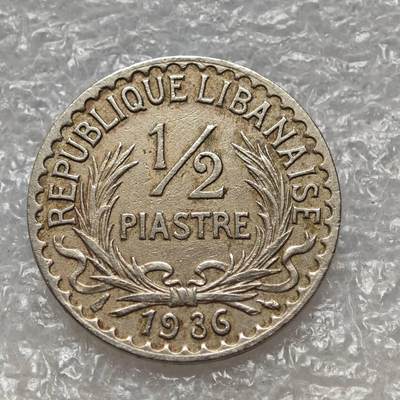 REPUBLIQUE LIBANAISE
1/2
PIASTRE
A
1936